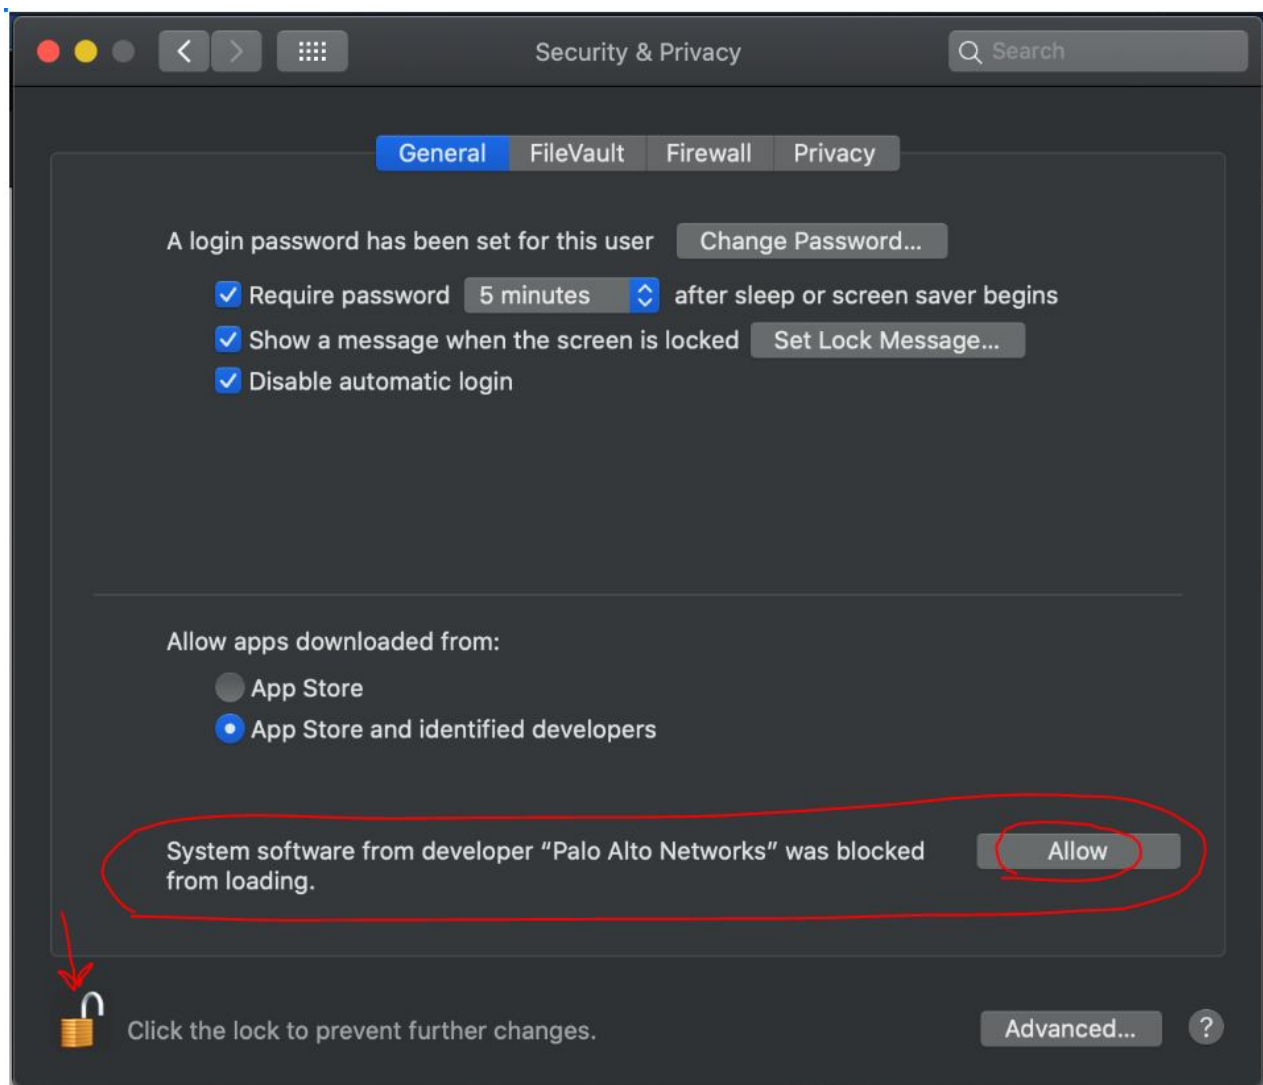 Security & Privacy
Search
General FileVault Firewall Privacy
A login password has been set for this user Change Password...
Require password 5 minutes after sleep or screen saver begins
Show a message when the screen is locked Set Lock Message...
Disable automatic login
Allow apps downloaded from:
App Store
App Store and identified developers
System software from developer “Palo Alto Networks” was blocked Allow
from loading.
Click the lock to prevent further changes. Advanced... ?